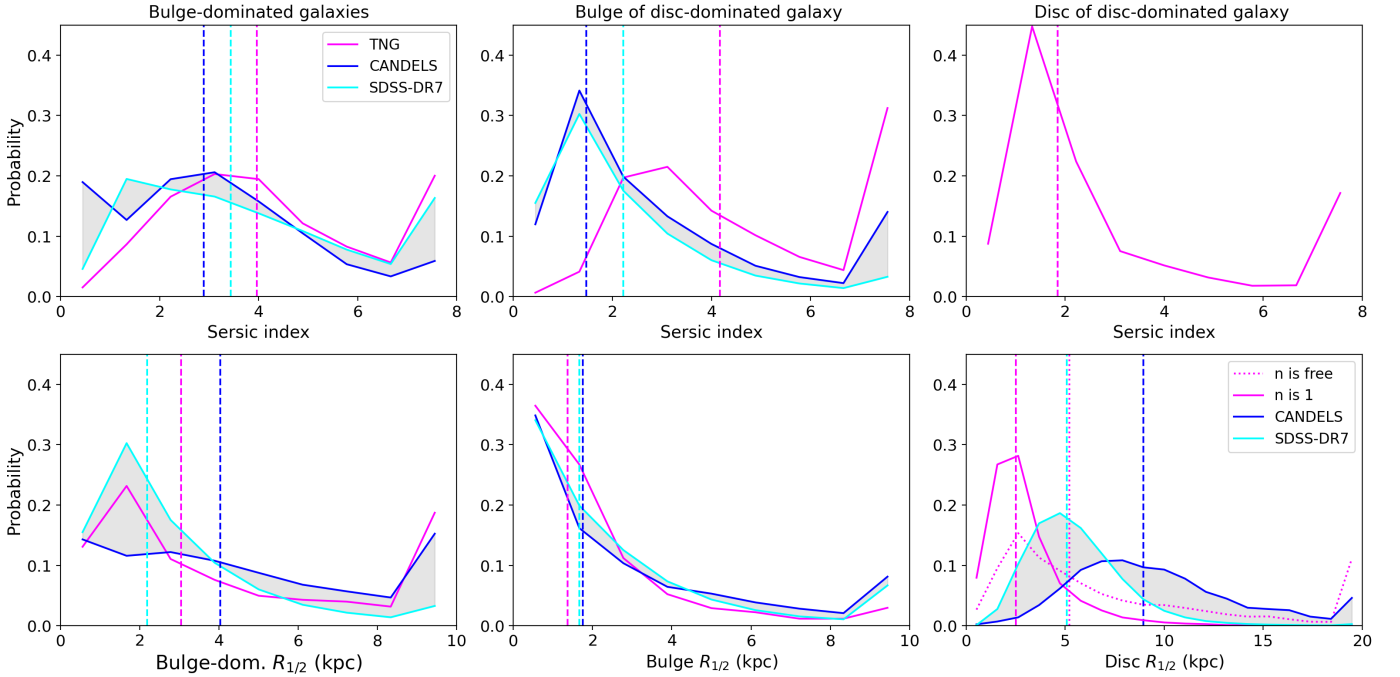 Bulge-dominated galaxies
Bulge of disc-dominated galaxy
Disc of disc-dominated galaxy
Probability
0.4
0.3
0.2
0.1
0.0
TNG
CANDELS
SDSS-DR7
0 2 4 6 8
Sersic index
0.4
0.3
0.2
0.1
0.0
0 2 4 6 8
Sersic index
0.4
0.3
0.2
0.1
0.0
0 2 4 6 8
Sersic index
Probability
0.4
0.3
0.2
0.1
0.0
0 2 4 6 8 10
Bulge-dom. R1/2 (kpc)
0.4
0.3
0.2
0.1
0.0
0 2 4 6 8 10
Bulge R1/2 (kpc)
0.4
0.3
0.2
0.1
0.0
n is free
n is 1
CANDELS
SDSS-DR7
0 5 10 15 20
Disc R1/2 (kpc)